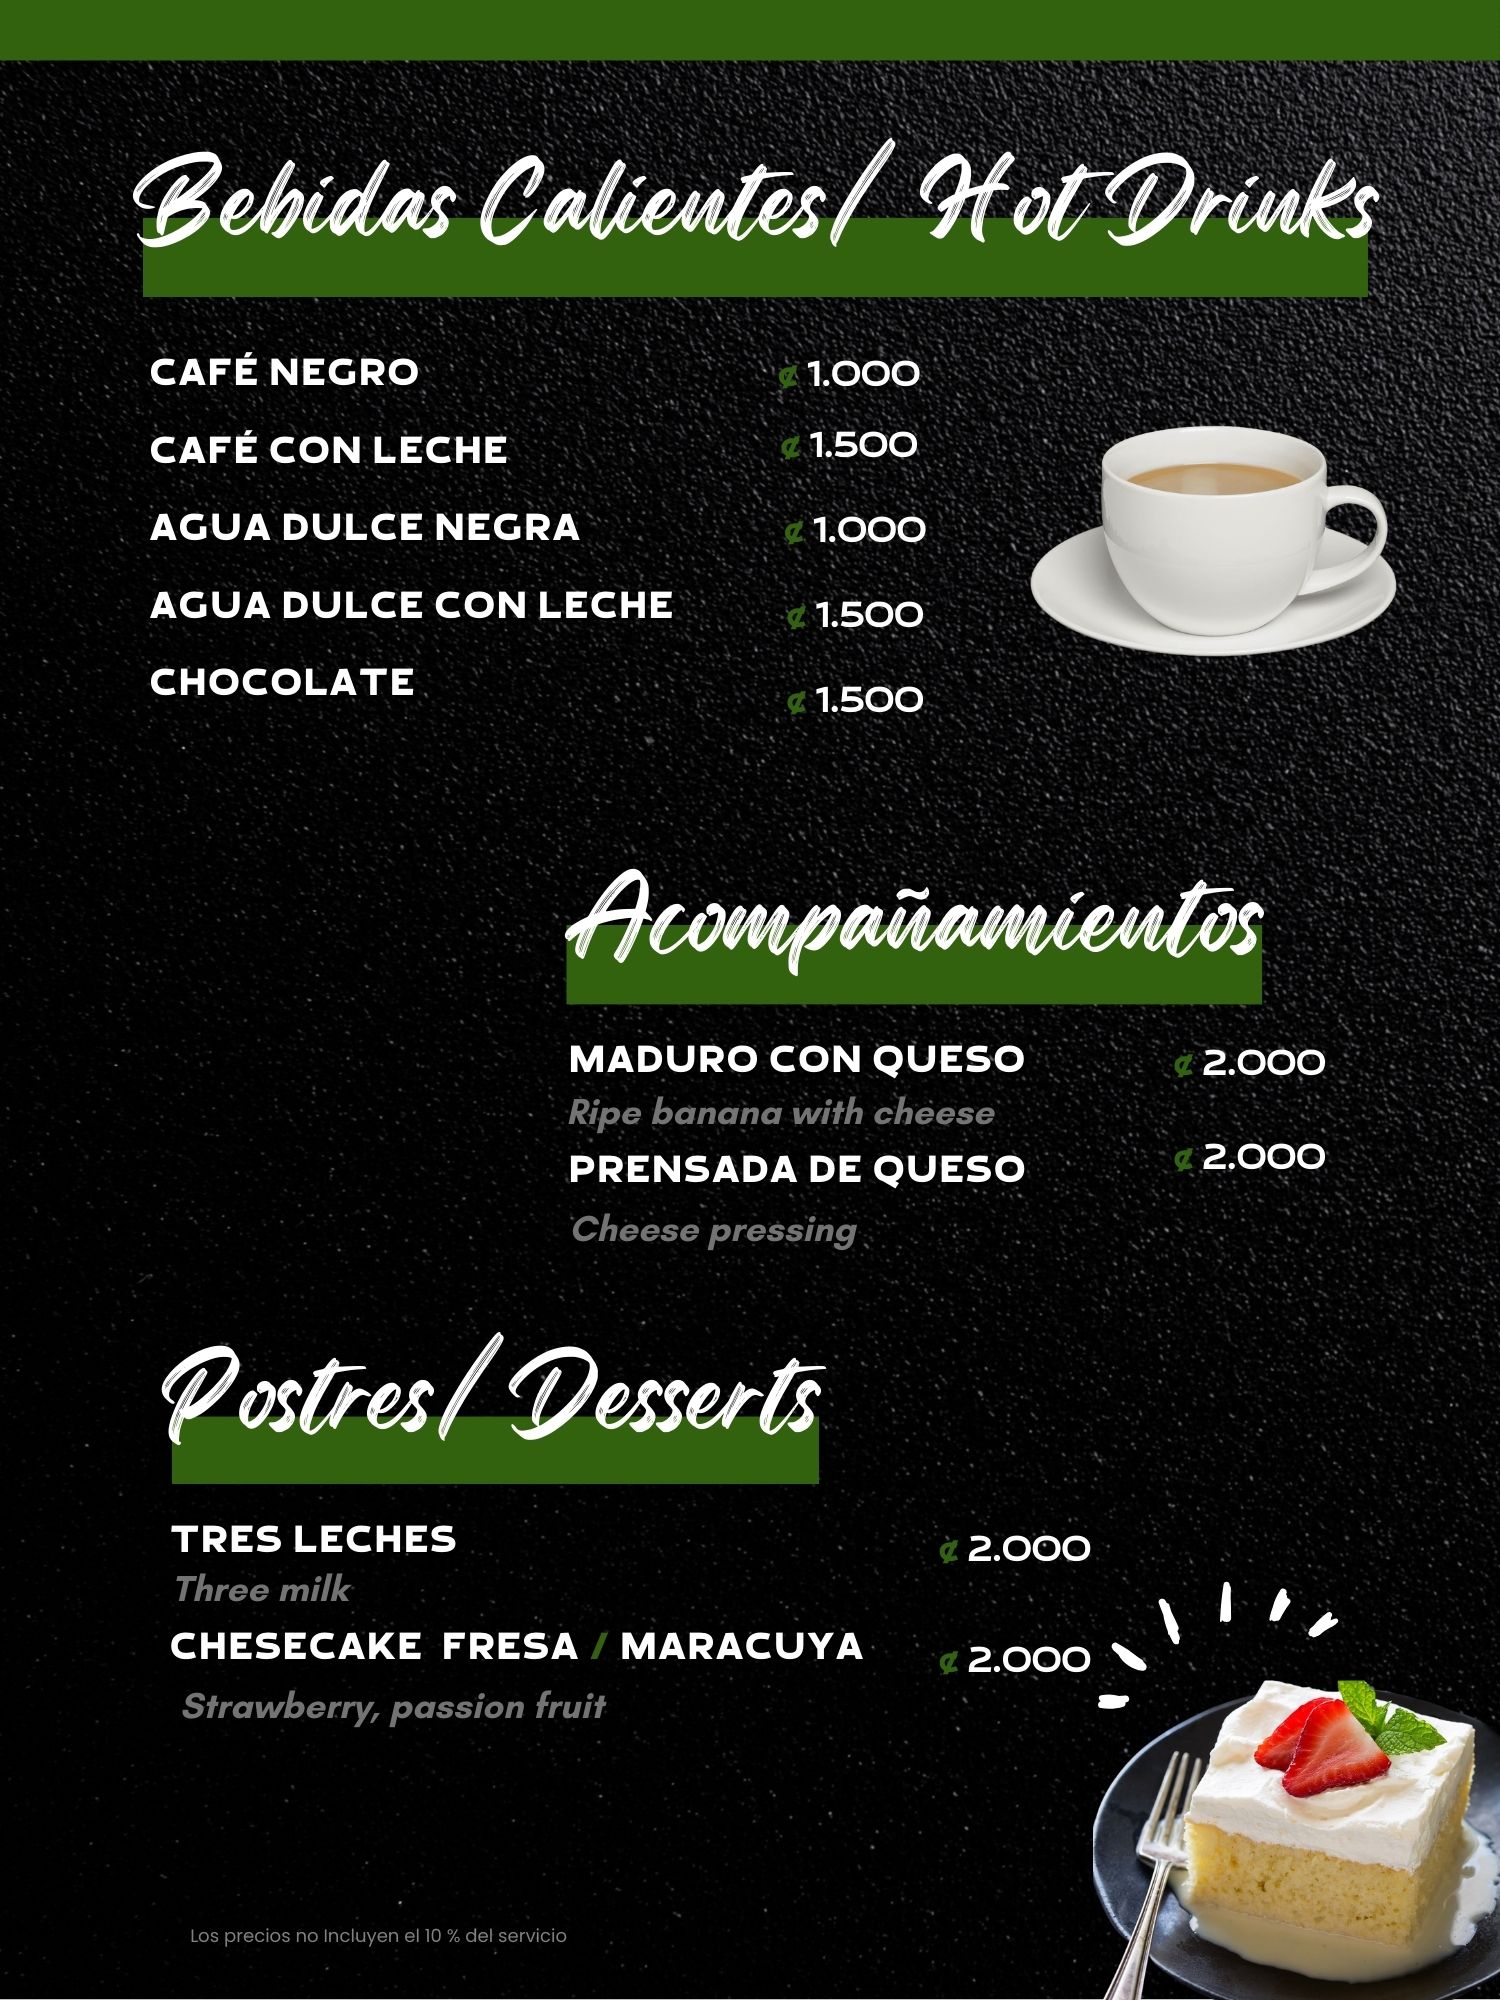 Bebidas Calientes/ Hot Drinks
CAFÉ NEGRO ₡ 1.000
CAFÉ CON LECHE ₡ 1.500
AGUA DULCE NEGRA ₡ 1.000
AGUA DULCE CON LECHE ₡ 1.500
CHOCOLATE ₡ 1.500
Acompañamientos
MADURO CON QUESO ₡ 2.000
Ripe banana with cheese
PRENSADA DE QUESO ₡ 2.000
Cheese pressing
Postres/ Desserts
TRES LECHES ₡ 2.000
Three milk
CHESECAKE FRESA / MARACUYA ₡ 2.000
Strawberry, passion fruit
Los precios no Incluyen el 10 % del servicio